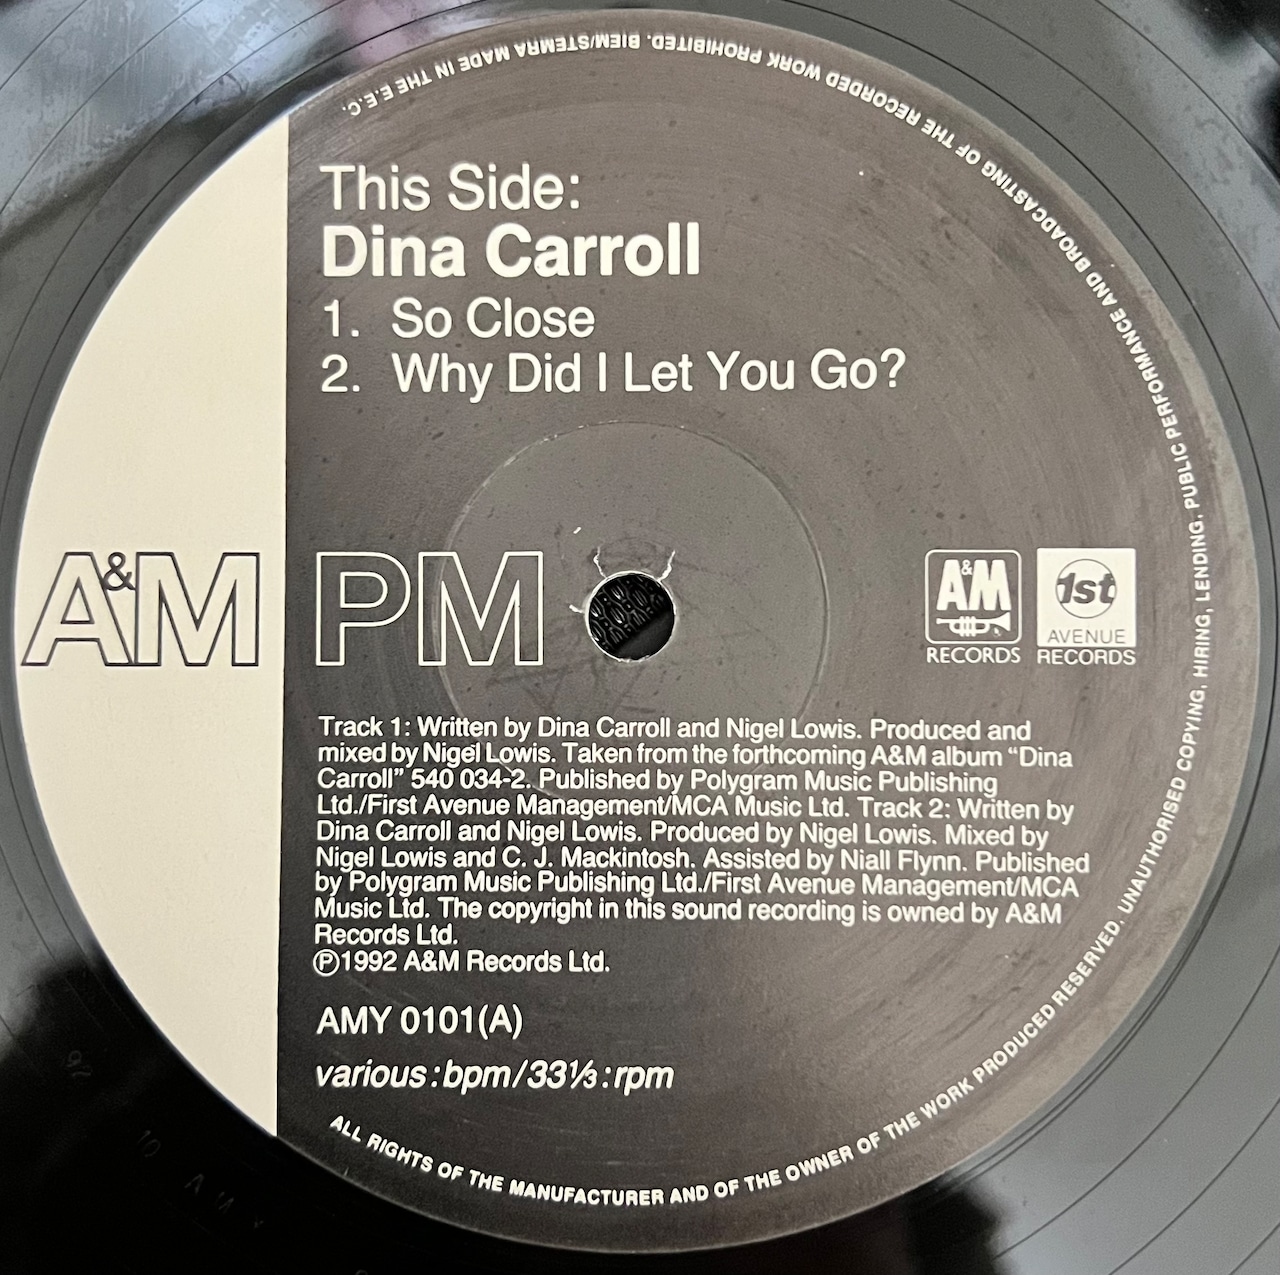 This Side:
Dina Carroll
1. So Close
2. Why Did I Let You Go?
A&M PM
A&M
RECORDS
1st
AVENUE
RECORDS
Track 1: Written by Dina Carroll and Nigel Lowis. Produced and
mixed by Nigel Lowis. Taken from the forthcoming A&M album “Dina
Carroll” 540 034-2. Published by Polygram Music Publishing
Ltd./First Avenue Management/MCA Music Ltd. Track 2: Written by
Dina Carroll and Nigel Lowis. Produced by Nigel Lowis. Mixed by
Nigel Lowis and C. J. Mackintosh. Assisted by Niall Flynn. Published
by Polygram Music Publishing Ltd./First Avenue Management/MCA
Music Ltd. The copyright in this sound recording is owned by A&M
Records Ltd.
Ⓟ1992 A&M Records Ltd.
AMY 0101(A)
various:bpm/33⅓:rpm
ALL RIGHTS OF THE MANUFACTURER AND OF THE OWNER OF THE WORK PRODUCED RESERVED. UNAUTHORISED COPYING, HIRING, LENDING, PUBLIC PERFORMANCE AND BROADCASTING OF THE RECORDED WORK PROHIBITED. BIEM/STEMRA MADE IN THE E.E.C.